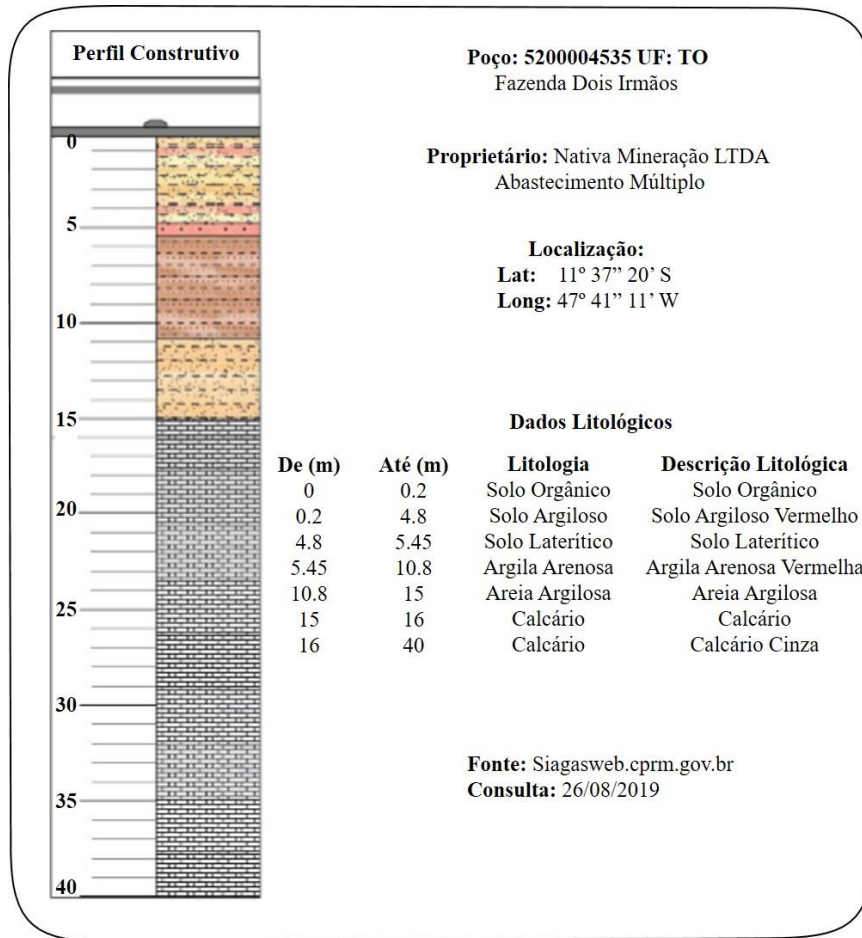 Perfil Construtivo
0
5
10
15
20
25
30
35
40
Poço: 5200004535 UF: TO
Fazenda Dois Irmãos
Proprietário: Nativa Mineração LTDA
Abastecimento Múltiplo
Localização:
Lat: 11º 37” 20’ S
Long: 47º 41” 11’ W
Dados Litológicos
De (m) Até (m) Litologia Descrição Litológica
0 0.2 Solo Orgânico Solo Orgânico
0.2 4.8 Solo Argiloso Solo Argiloso Vermelho
4.8 5.45 Solo Laterítico Solo Laterítico
5.45 10.8 Argila Arenosa Argila Arenosa Vermelha
10.8 15 Areia Argilosa Areia Argilosa
15 16 Calcário Calcário
16 40 Calcário Calcário Cinza
Fonte: Siagasweb.cprm.gov.br
Consulta: 26/08/2019